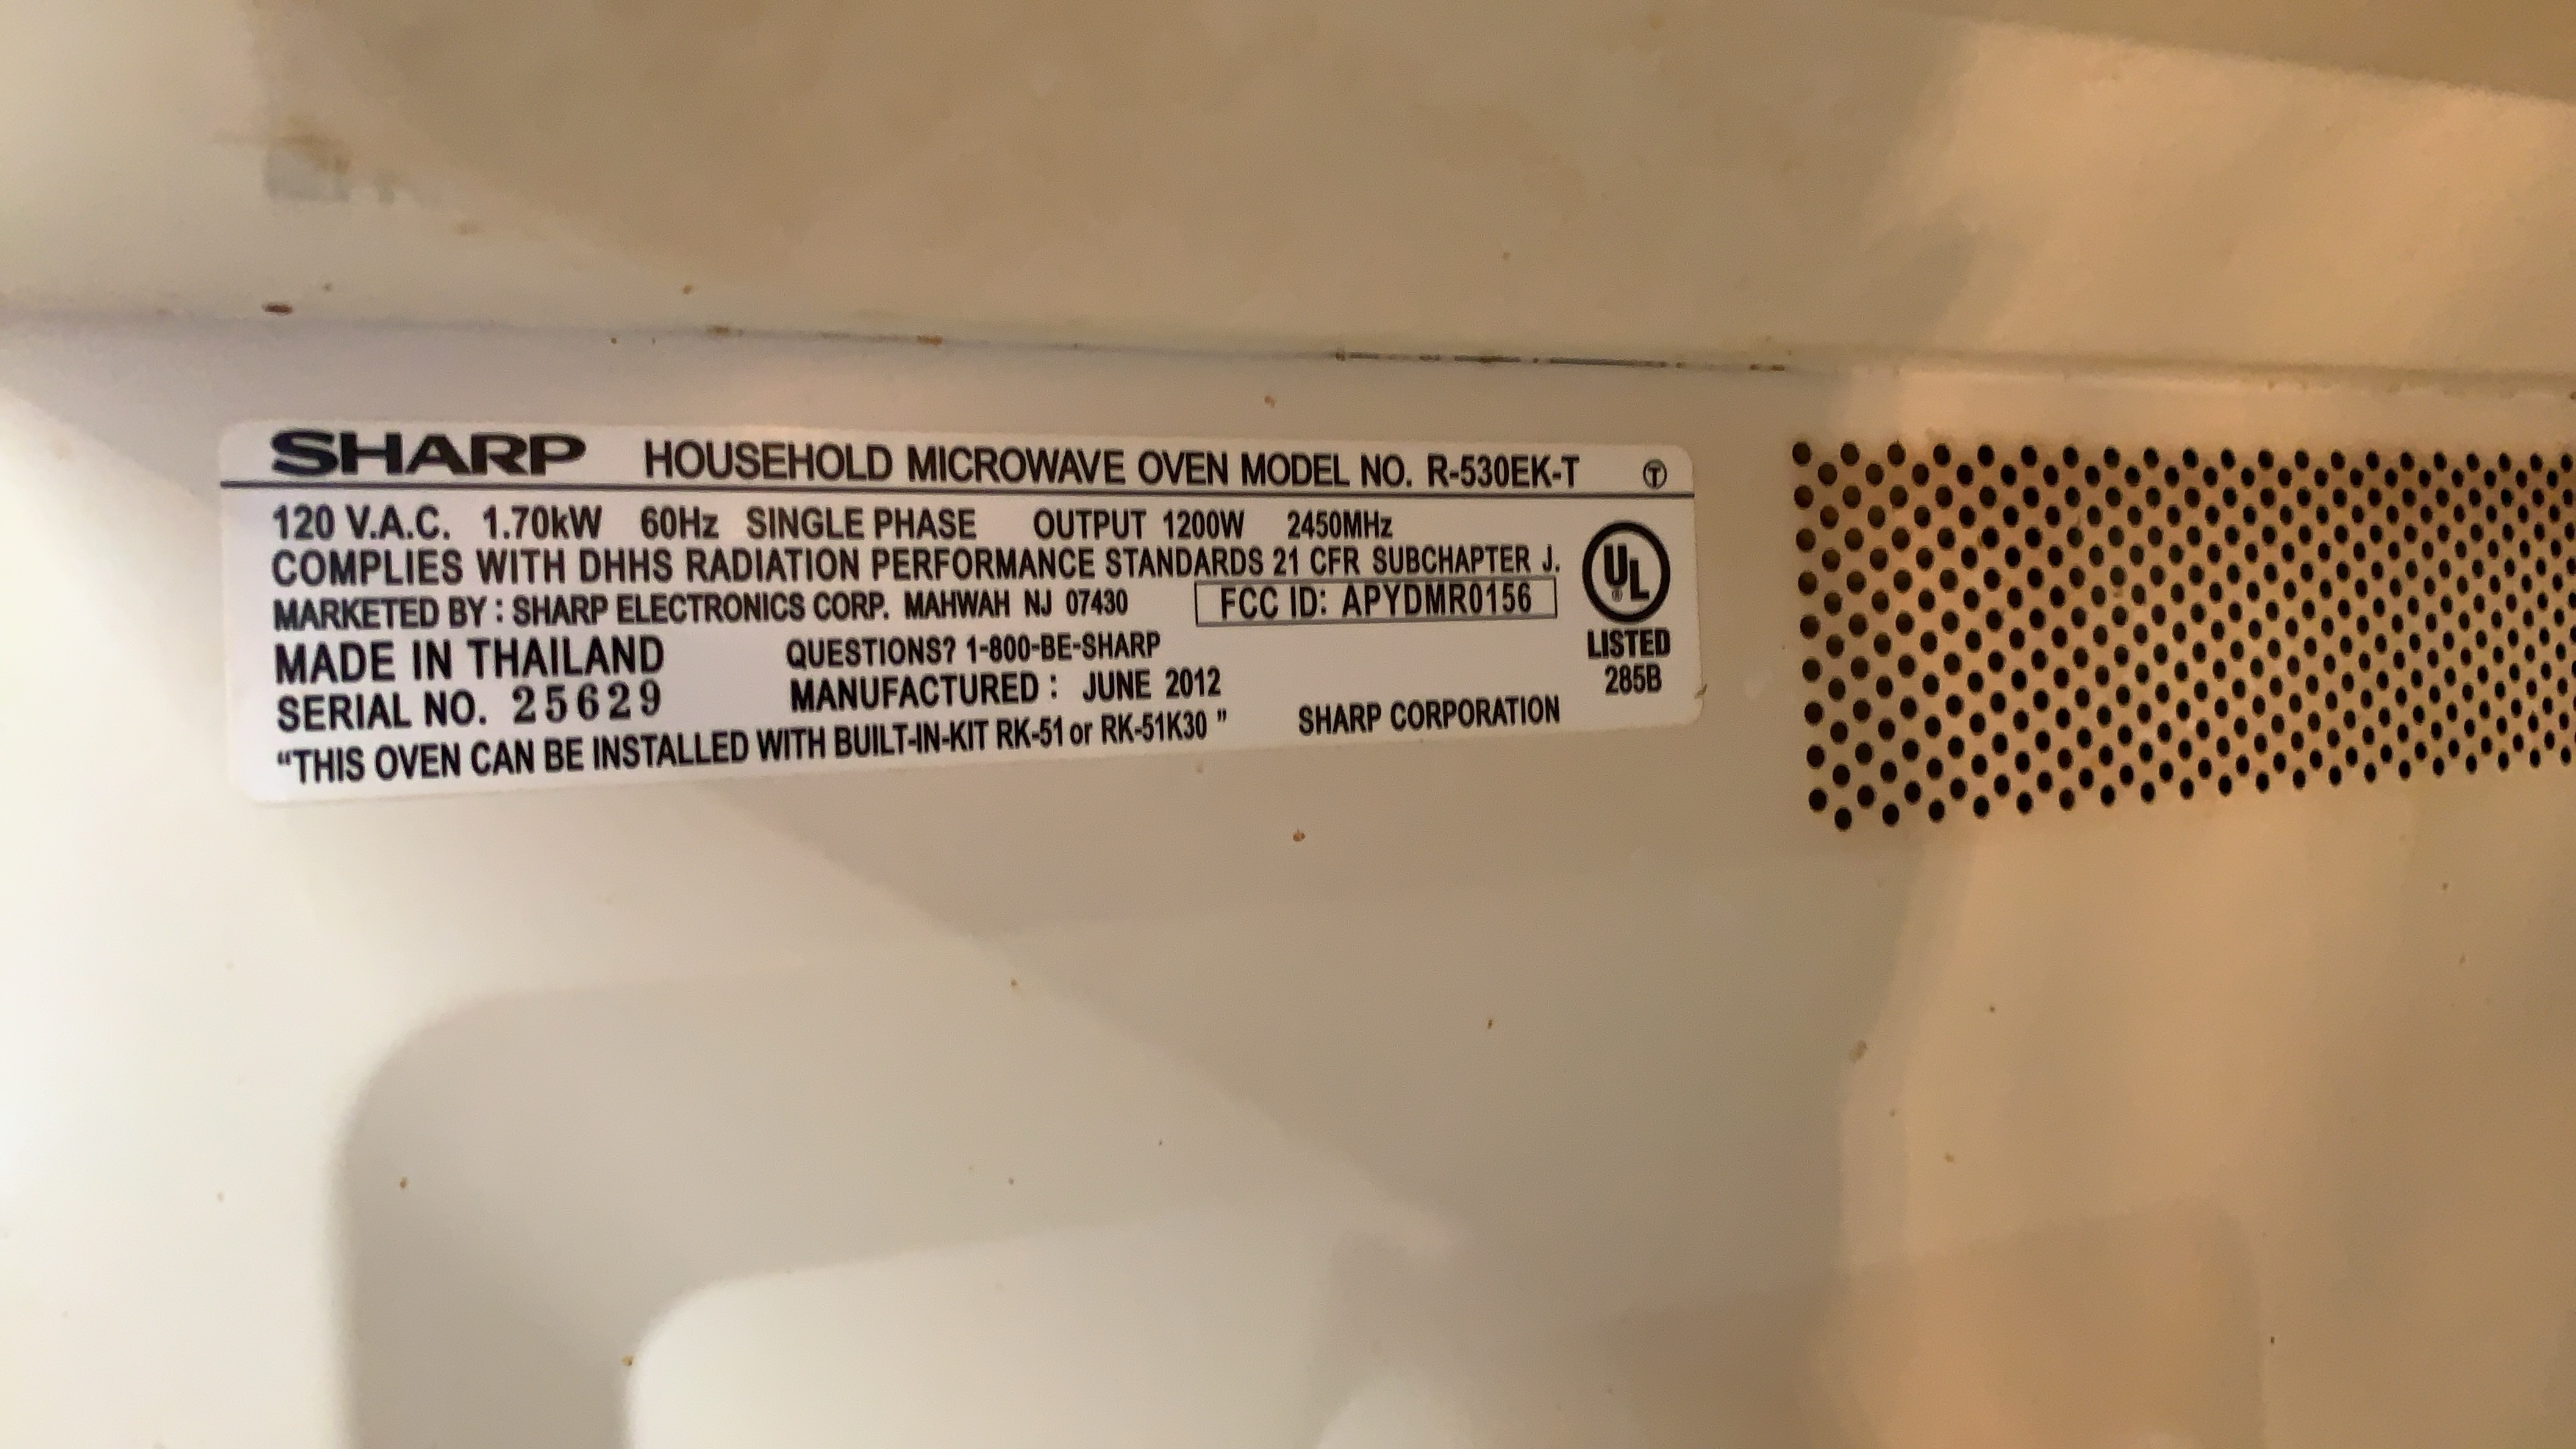 SHARP HOUSEHOLD MICROWAVE OVEN MODEL NO. R-530EK-T Ⓣ
120 V.A.C. 1.70kW 60Hz SINGLE PHASE OUTPUT 1200W 2450MHz
COMPLIES WITH DHHS RADIATION PERFORMANCE STANDARDS 21 CFR SUBCHAPTER J.
MARKETED BY : SHARP ELECTRONICS CORP. MAHWAH NJ 07430 FCC ID: APYDMR0156
UL ®
LISTED
285B
MADE IN THAILAND QUESTIONS? 1-800-BE-SHARP
SERIAL NO. 25629 MANUFACTURED : JUNE 2012
"THIS OVEN CAN BE INSTALLED WITH BUILT-IN-KIT RK-51 or RK-51K30 " SHARP CORPORATION